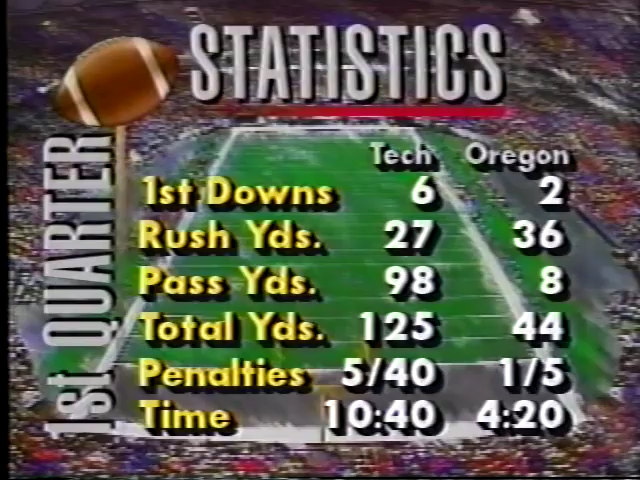 STATISTICS
1st QUARTER
Tech Oregon
1st Downs 6 2
Rush Yds. 27 36
Pass Yds. 98 8
Total Yds. 125 44
Penalties 5/40 1/5
Time 10:40 4:20